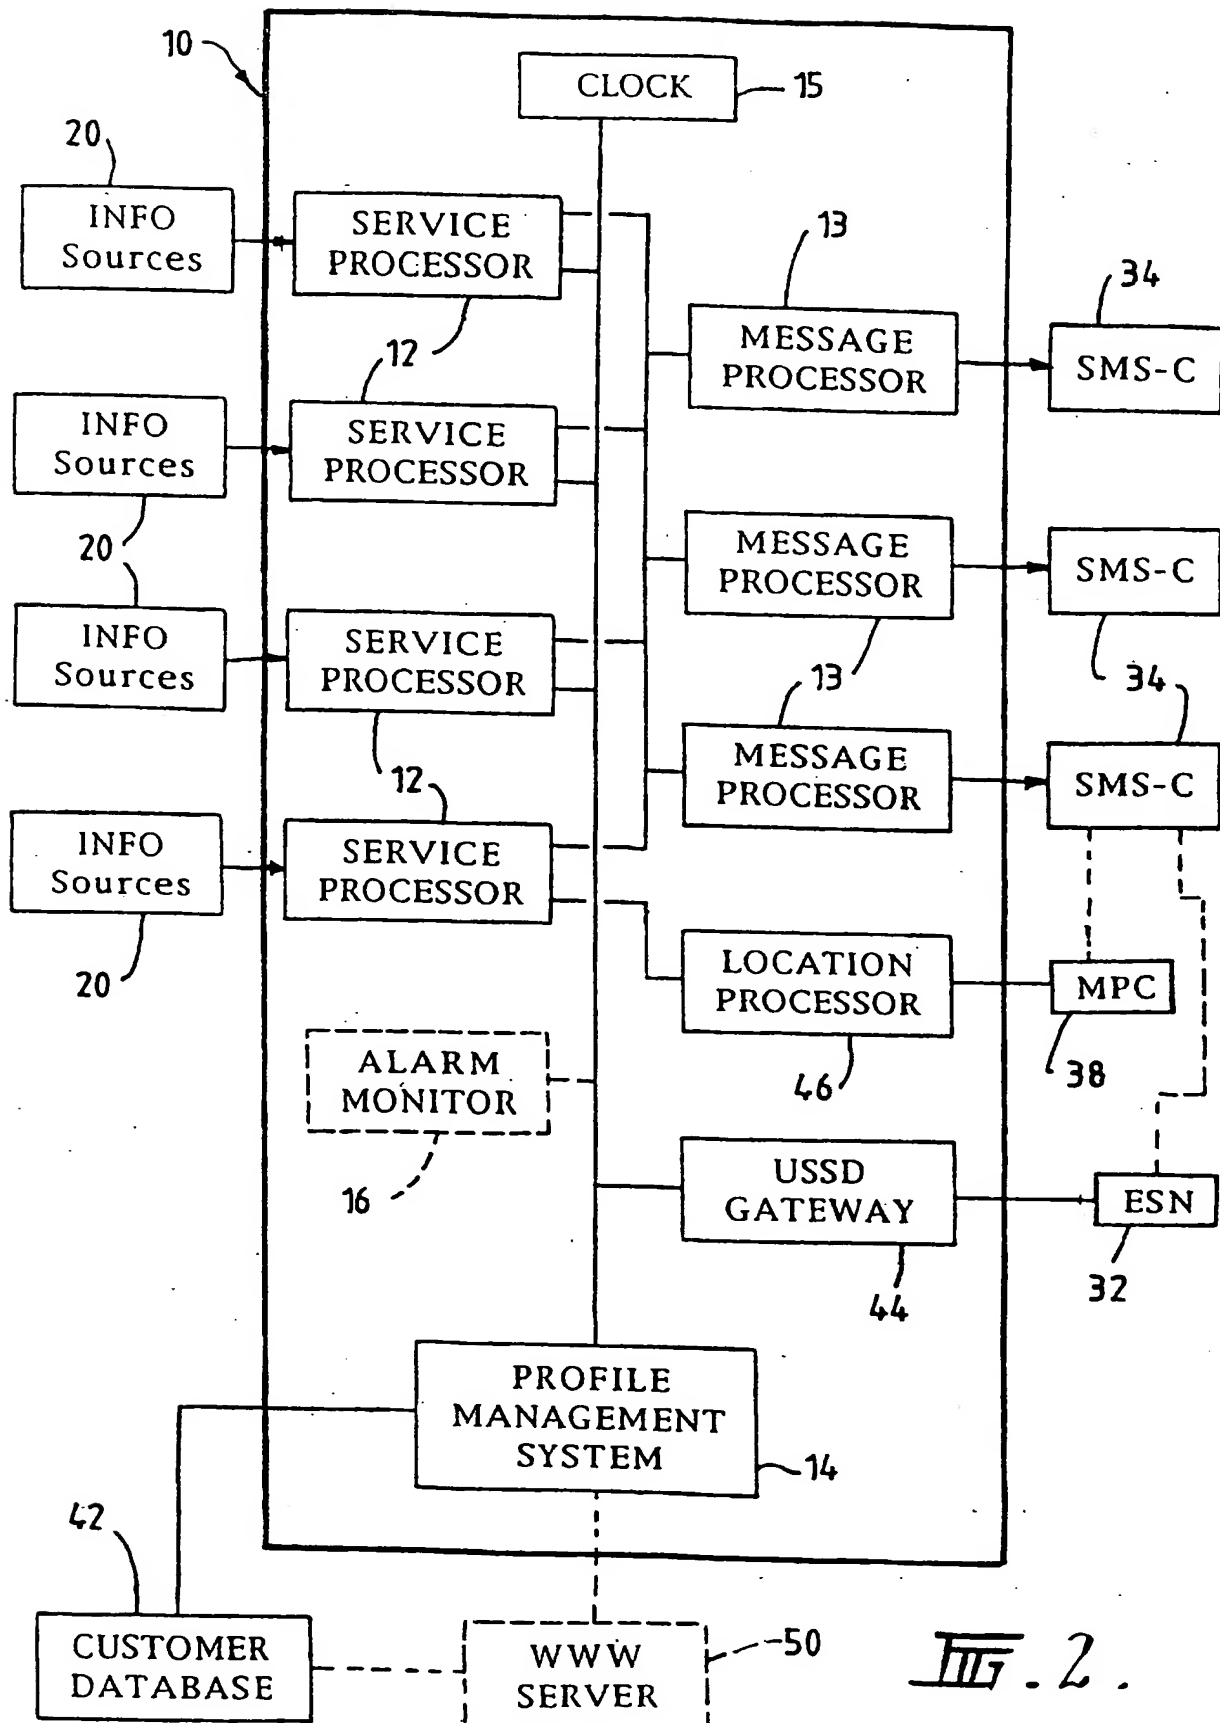 10
CLOCK
15
20
INFO
Sources
SERVICE
PROCESSOR
13
34
12
MESSAGE
PROCESSOR
SMS-C
INFO
Sources
SERVICE
PROCESSOR
20
MESSAGE
PROCESSOR
SMS-C
INFO
Sources
SERVICE
PROCESSOR
13
34
12
MESSAGE
PROCESSOR
SMS-C
INFO
Sources
SERVICE
PROCESSOR
20
LOCATION
PROCESSOR
MPC
46
38
ALARM
MONITOR
16
USSD
GATEWAY
ESN
44
32
PROFILE
MANAGEMENT
SYSTEM
14
42
CUSTOMER
DATABASE
WWW
SERVER
50
FIG. 2.